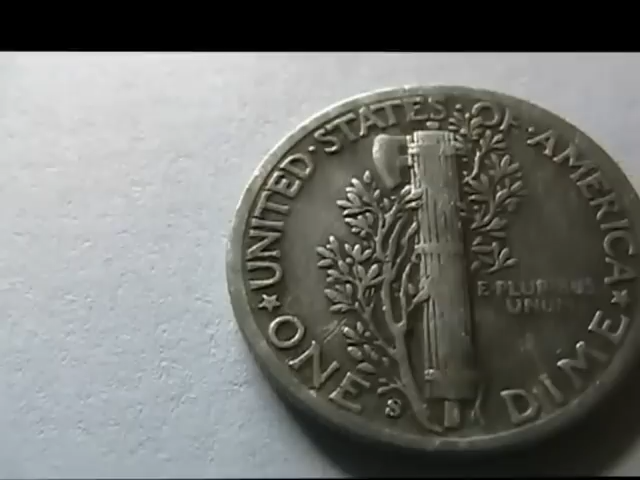 UNITED·STATES·OF·AMERICA
E·PLURIBUS
UNUM
ONE DIME
S